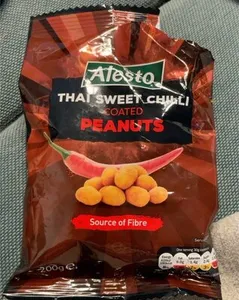 Alesto
THAI SWEET CHILLI
COATED
PEANUTS
Source of Fibre
200g e